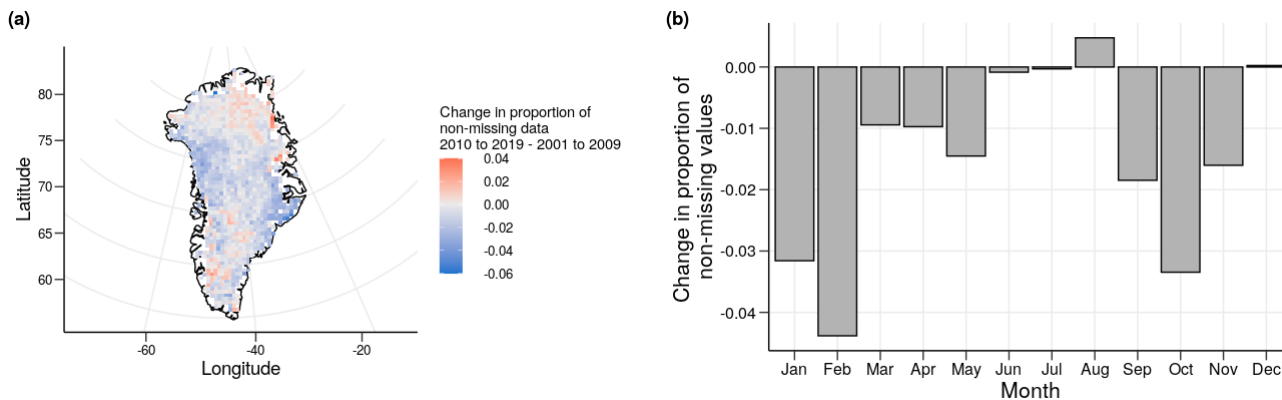 (a)
80
75
70
65
60
Latitude
-60
-40
-20
Longitude
Change in proportion of
non-missing data
2010 to 2019 - 2001 to 2009
0.04
0.02
0.00
-0.02
-0.04
-0.06
(b)
0.00
-0.01
-0.02
-0.03
-0.04
Change in proportion of
non-missing values
Jan Feb Mar Apr May Jun Jul Aug Sep Oct Nov Dec
Month